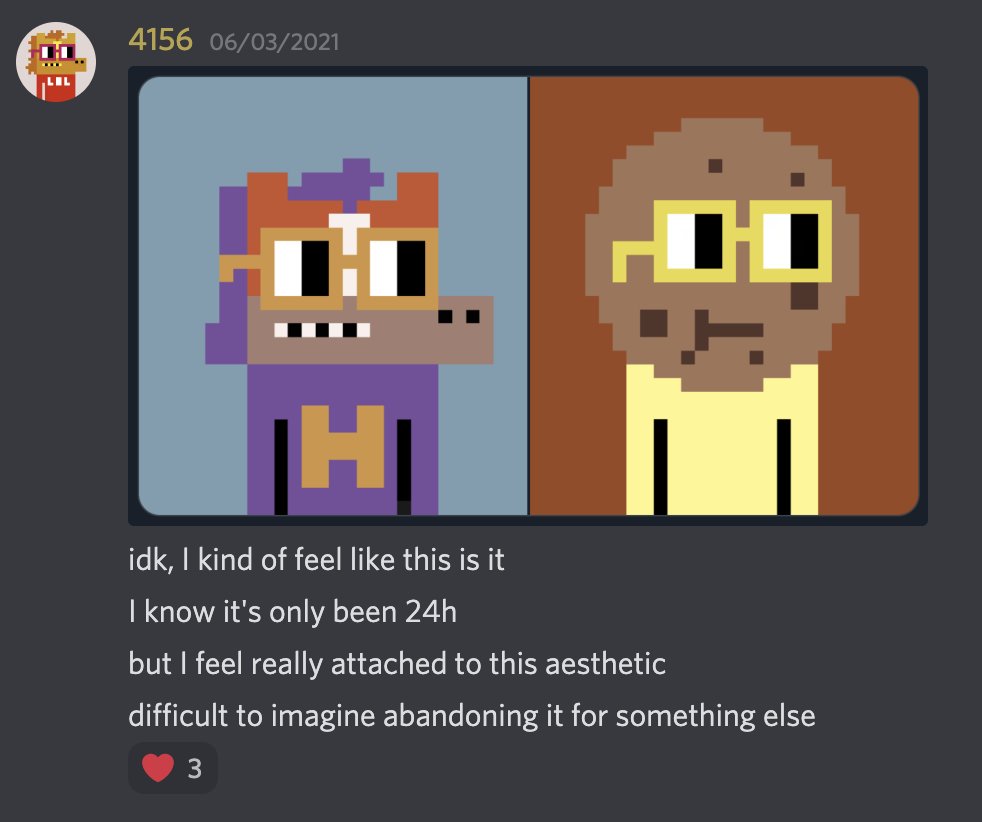 4156 06/03/2021
H
idk, I kind of feel like this is it
I know it's only been 24h
but I feel really attached to this aesthetic
difficult to imagine abandoning it for something else
❤️ 3